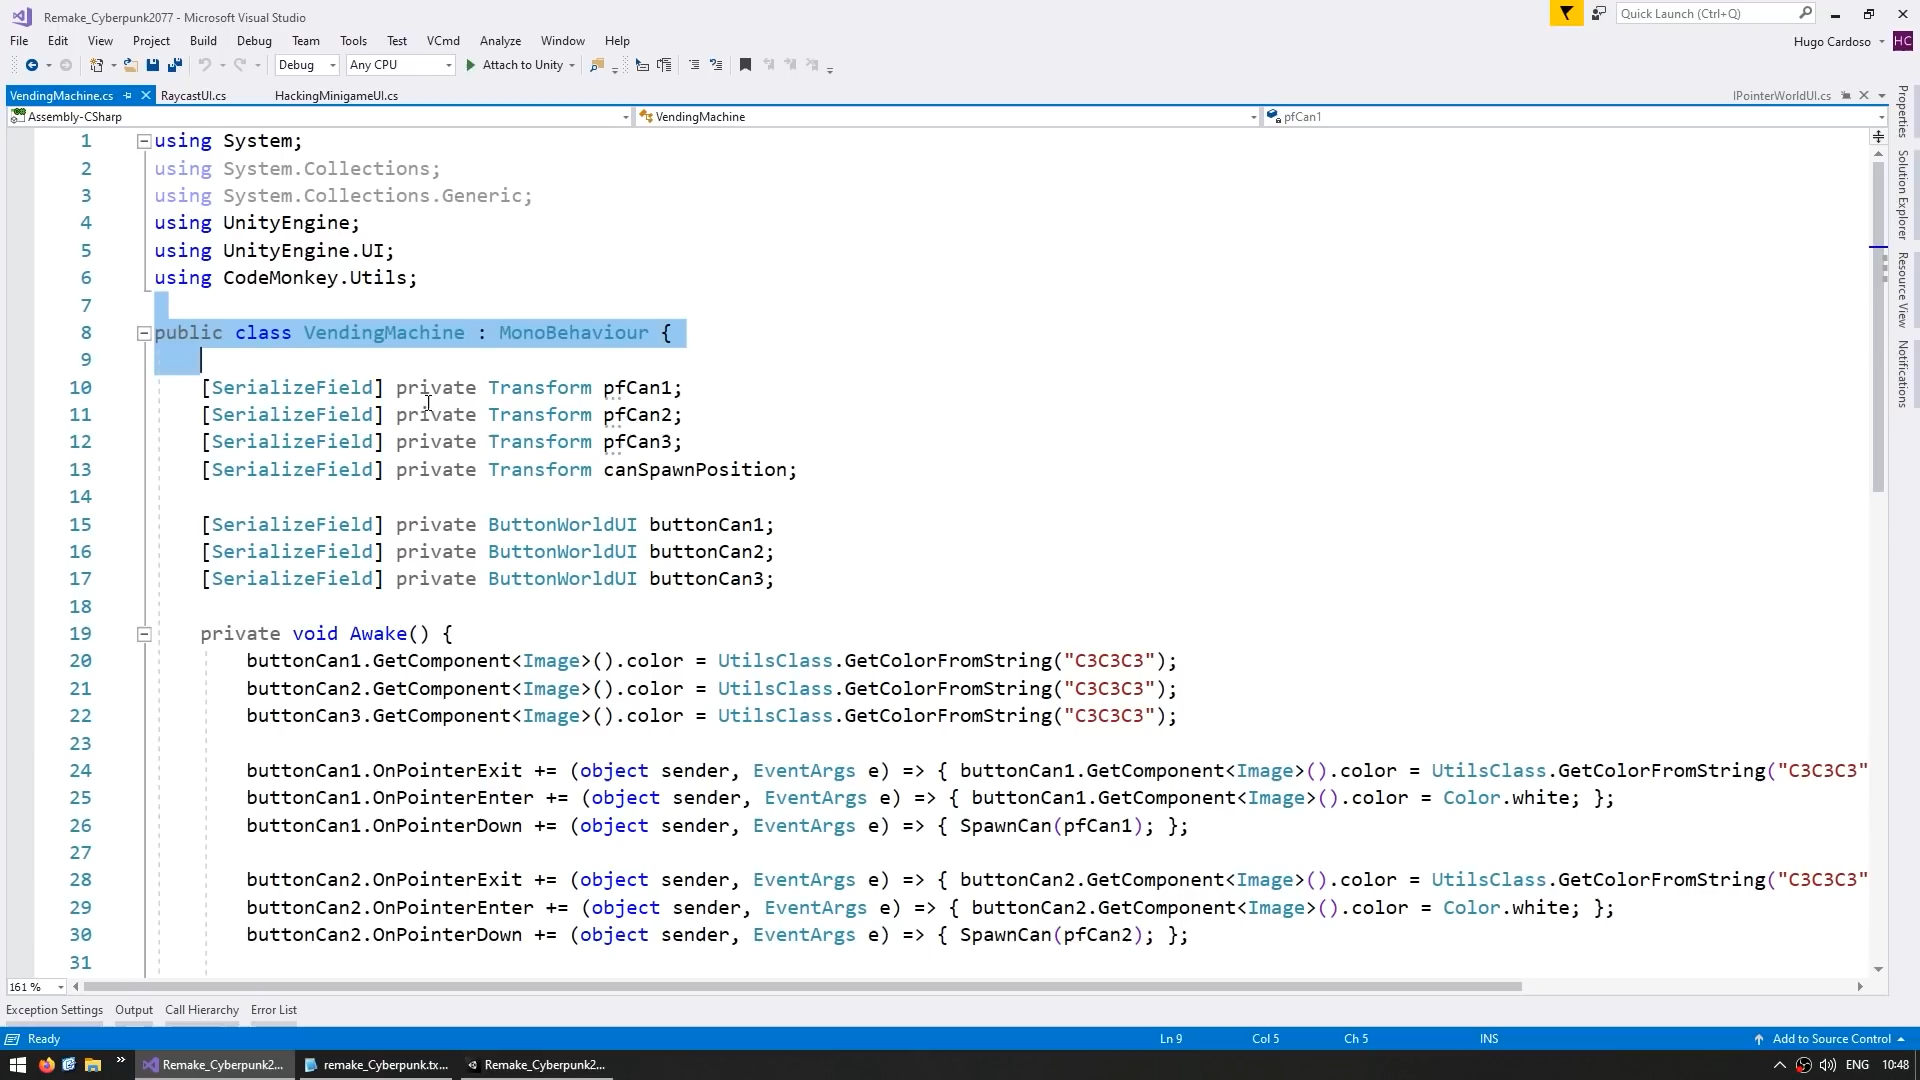 Remake_Cyberpunk2077 - Microsoft Visual Studio
Quick Launch (Ctrl+Q)
File Edit View Project Build Debug Team Tools Test VCmd Analyze Window Help
Hugo Cardoso HC
Debug Any CPU Attach to Unity
VendingMachine.cs RaycastUI.cs HackingMinigameUI.cs IPointerWorldUI.cs
Assembly-CSharp VendingMachine pfCan1
1 using System;
2 using System.Collections;
3 using System.Collections.Generic;
4 using UnityEngine;
5 using UnityEngine.UI;
6 using CodeMonkey.Utils;
7
8 public class VendingMachine : MonoBehaviour {
9
10 [SerializeField] private Transform pfCan1;
11 [SerializeField] private Transform pfCan2;
12 [SerializeField] private Transform pfCan3;
13 [SerializeField] private Transform canSpawnPosition;
14
15 [SerializeField] private ButtonWorldUI buttonCan1;
16 [SerializeField] private ButtonWorldUI buttonCan2;
17 [SerializeField] private ButtonWorldUI buttonCan3;
18
19 private void Awake() {
20 buttonCan1.GetComponent<Image>().color = UtilsClass.GetColorFromString("C3C3C3");
21 buttonCan2.GetComponent<Image>().color = UtilsClass.GetColorFromString("C3C3C3");
22 buttonCan3.GetComponent<Image>().color = UtilsClass.GetColorFromString("C3C3C3");
23
24 buttonCan1.OnPointerExit += (object sender, EventArgs e) => { buttonCan1.GetComponent<Image>().color = UtilsClass.GetColorFromString("C3C3C3"
25 buttonCan1.OnPointerEnter += (object sender, EventArgs e) => { buttonCan1.GetComponent<Image>().color = Color.white; };
26 buttonCan1.OnPointerDown += (object sender, EventArgs e) => { SpawnCan(pfCan1); };
27
28 buttonCan2.OnPointerExit += (object sender, EventArgs e) => { buttonCan2.GetComponent<Image>().color = UtilsClass.GetColorFromString("C3C3C3"
29 buttonCan2.OnPointerEnter += (object sender, EventArgs e) => { buttonCan2.GetComponent<Image>().color = Color.white; };
30 buttonCan2.OnPointerDown += (object sender, EventArgs e) => { SpawnCan(pfCan2); };
31
Properties
Solution Explorer
Resource View
Notifications
161 %
Exception Settings Output Call Hierarchy Error List
Ready Ln 9 Col 5 Ch 5 INS Add to Source Control
Remake_Cyberpunk2... remake_Cyberpunk.tx... Remake_Cyberpunk2... ENG 10:48